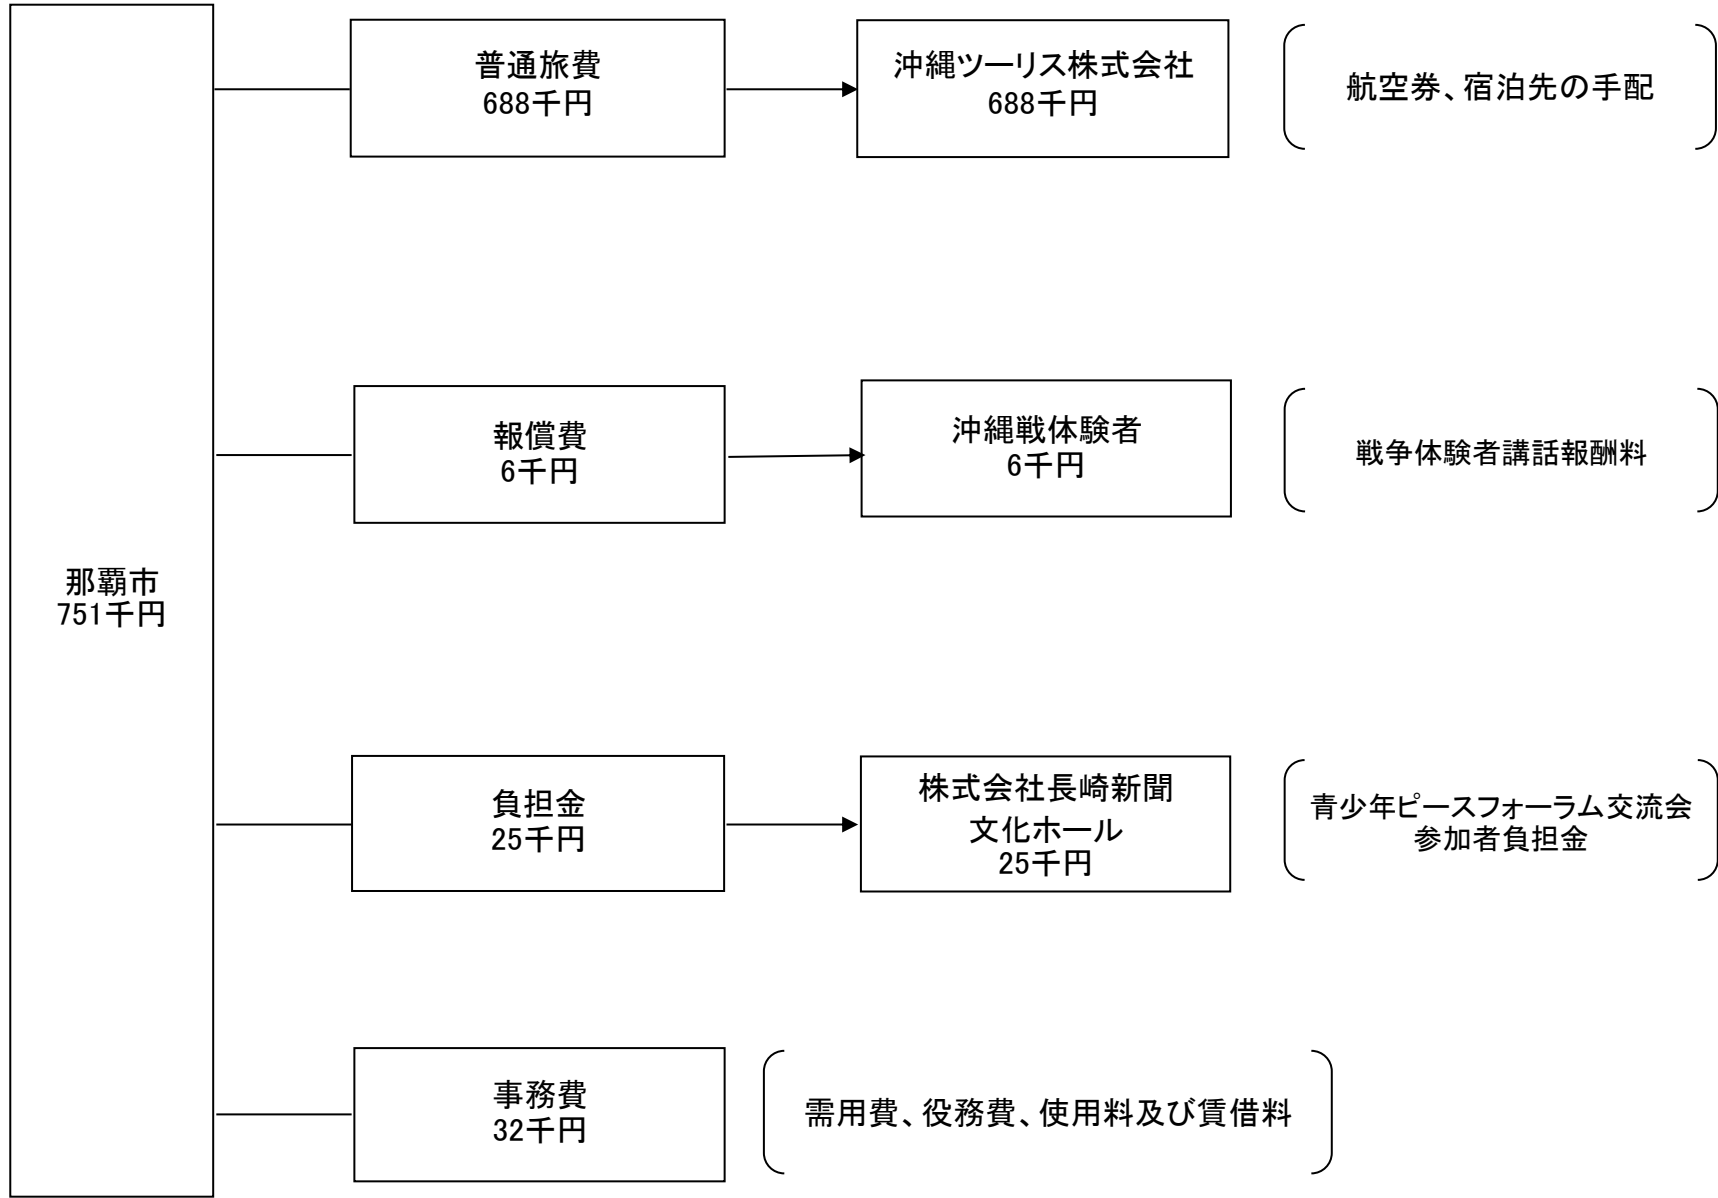 那覇市
751千円
普通旅費
688千円
沖縄ツーリス株式会社
688千円
航空券、宿泊先の手配
報償費
6千円
沖縄戦体験者
6千円
戦争体験者講話報酬料
負担金
25千円
株式会社長崎新聞
文化ホール
25千円
青少年ピースフォーラム交流会
参加者負担金
事務費
32千円
需用費、役務費、使用料及び賃借料